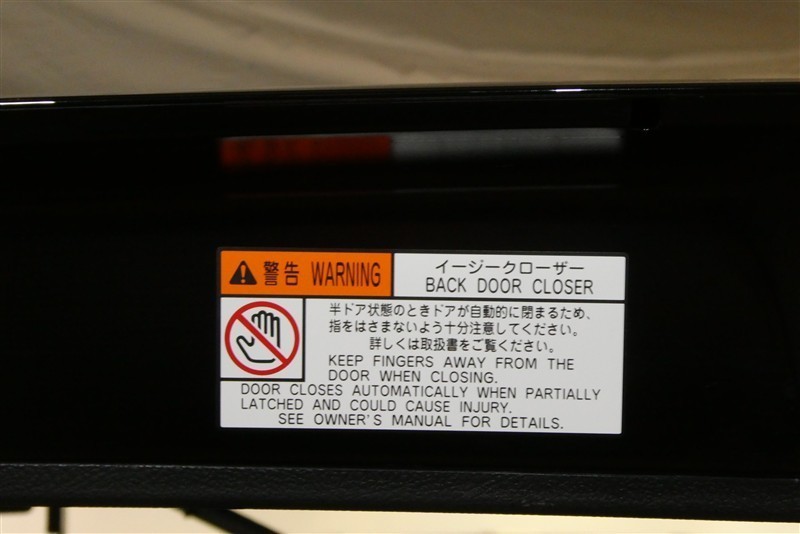 警告 WARNING
イージークローザー
BACK DOOR CLOSER
半ドア状態のときドアが自動的に閉まるため、
指をはさまないよう十分注意してください。
詳しくは取扱書をご覧ください。
KEEP FINGERS AWAY FROM THE
DOOR WHEN CLOSING.
DOOR CLOSES AUTOMATICALLY WHEN PARTIALLY
LATCHED AND COULD CAUSE INJURY.
SEE OWNER'S MANUAL FOR DETAILS.